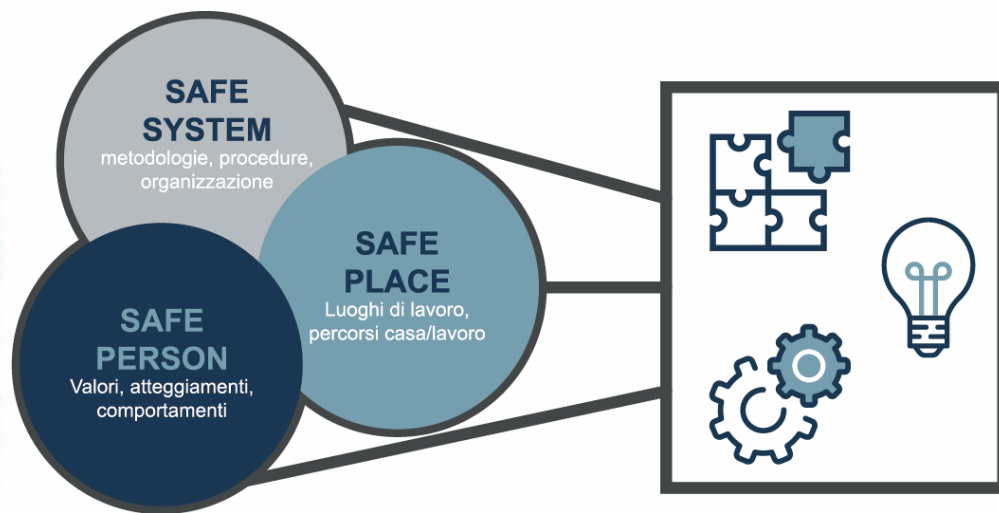 SAFE
SYSTEM
metodologie, procedure,
organizzazione
SAFE
PLACE
Luoghi di lavoro,
percorsi casa/lavoro
SAFE
PERSON
Valori, atteggiamenti,
comportamenti